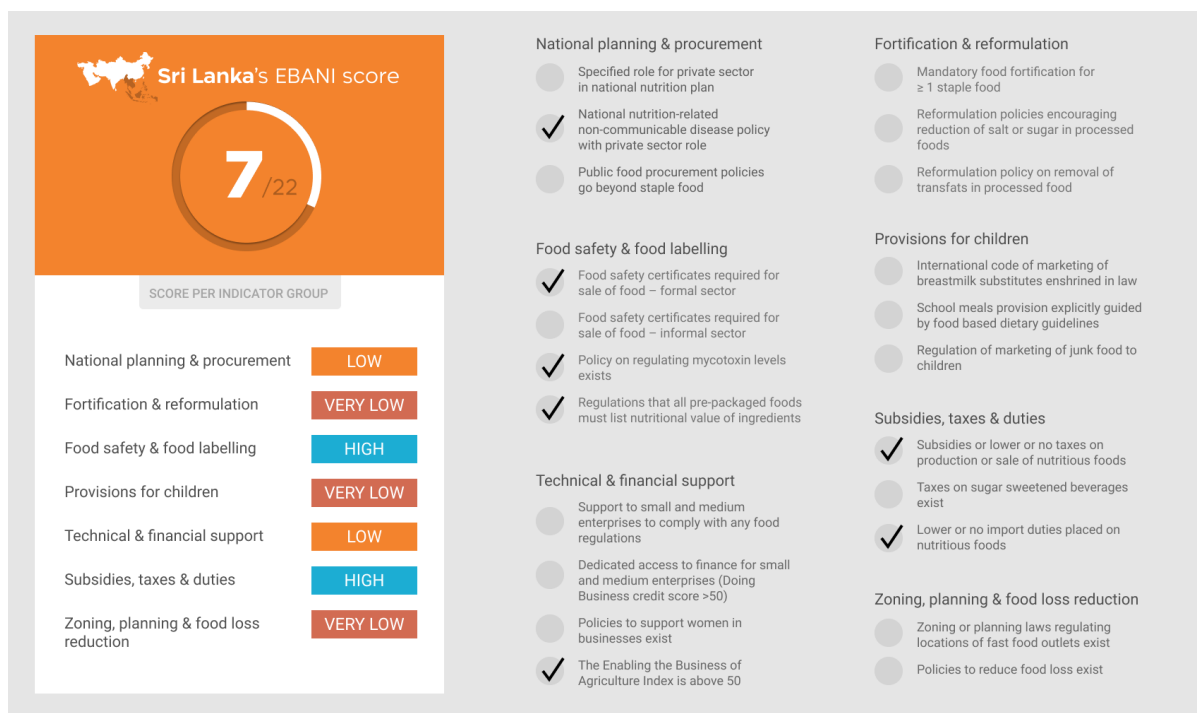 Sri Lanka's EBANI score
7/22
SCORE PER INDICATOR GROUP
National planning & procurement LOW
Fortification & reformulation VERY LOW
Food safety & food labelling HIGH
Provisions for children VERY LOW
Technical & financial support LOW
Subsidies, taxes & duties HIGH
Zoning, planning & food loss
reduction VERY LOW
National planning & procurement
Specified role for private sector
in national nutrition plan
National nutrition-related
non-communicable disease policy
with private sector role
Public food procurement policies
go beyond staple food
Food safety & food labelling
Food safety certificates required for
sale of food – formal sector
Food safety certificates required for
sale of food – informal sector
Policy on regulating mycotoxin levels
exists
Regulations that all pre-packaged foods
must list nutritional value of ingredients
Technical & financial support
Support to small and medium
enterprises to comply with any food
regulations
Dedicated access to finance for small
and medium enterprises (Doing
Business credit score >50)
Policies to support women in
businesses exist
The Enabling the Business of
Agriculture Index is above 50
Fortification & reformulation
Mandatory food fortification for
≥ 1 staple food
Reformulation policies encouraging
reduction of salt or sugar in processed
foods
Reformulation policy on removal of
transfats in processed food
Provisions for children
International code of marketing of
breastmilk substitutes enshrined in law
School meals provision explicitly guided
by food based dietary guidelines
Regulation of marketing of junk food to
children
Subsidies, taxes & duties
Subsidies or lower or no taxes on
production or sale of nutritious foods
Taxes on sugar sweetened beverages
exist
Lower or no import duties placed on
nutritious foods
Zoning, planning & food loss reduction
Zoning or planning laws regulating
locations of fast food outlets exist
Policies to reduce food loss exist